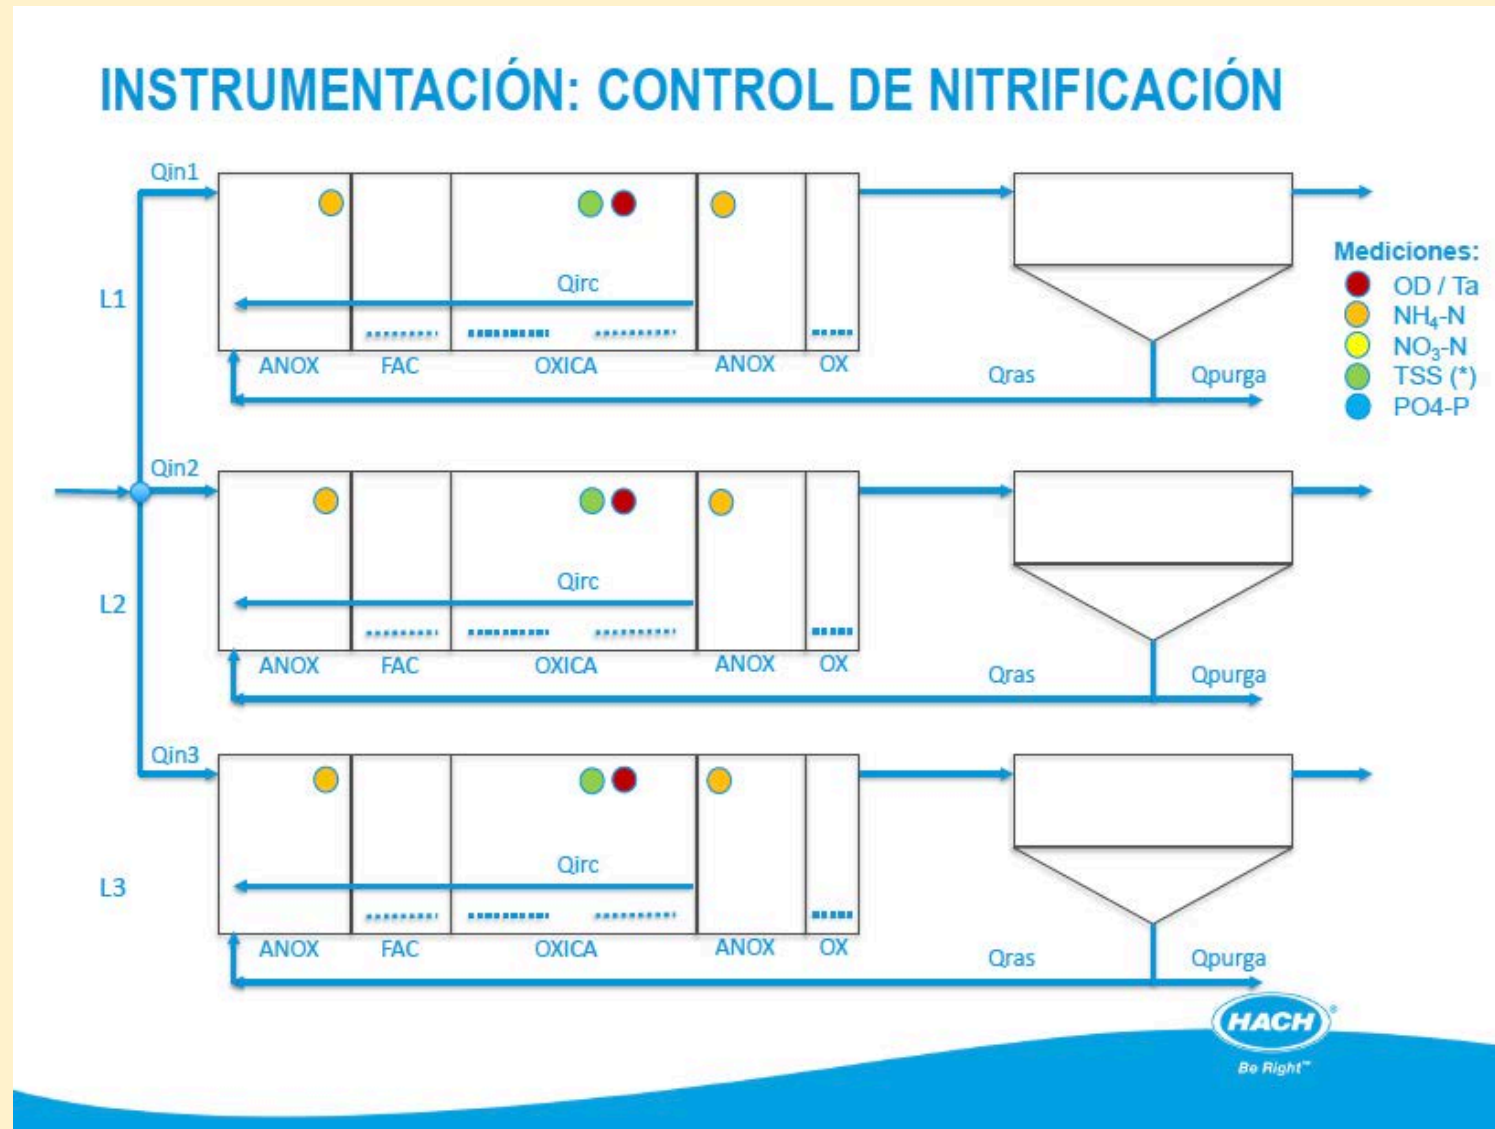 INSTRUMENTACIÓN: CONTROL DE NITRIFICACIÓN
Qin1
L1
Qirc
ANOX FAC OXICA ANOX OX
Qras Qpurga
Mediciones:
OD / Ta
NH₄-N
NO₃-N
TSS (*)
PO4-P
Qin2
L2
Qirc
ANOX FAC OXICA ANOX OX
Qras Qpurga
Qin3
L3
Qirc
ANOX FAC OXICA ANOX OX
Qras Qpurga
HACH®
Be Right™